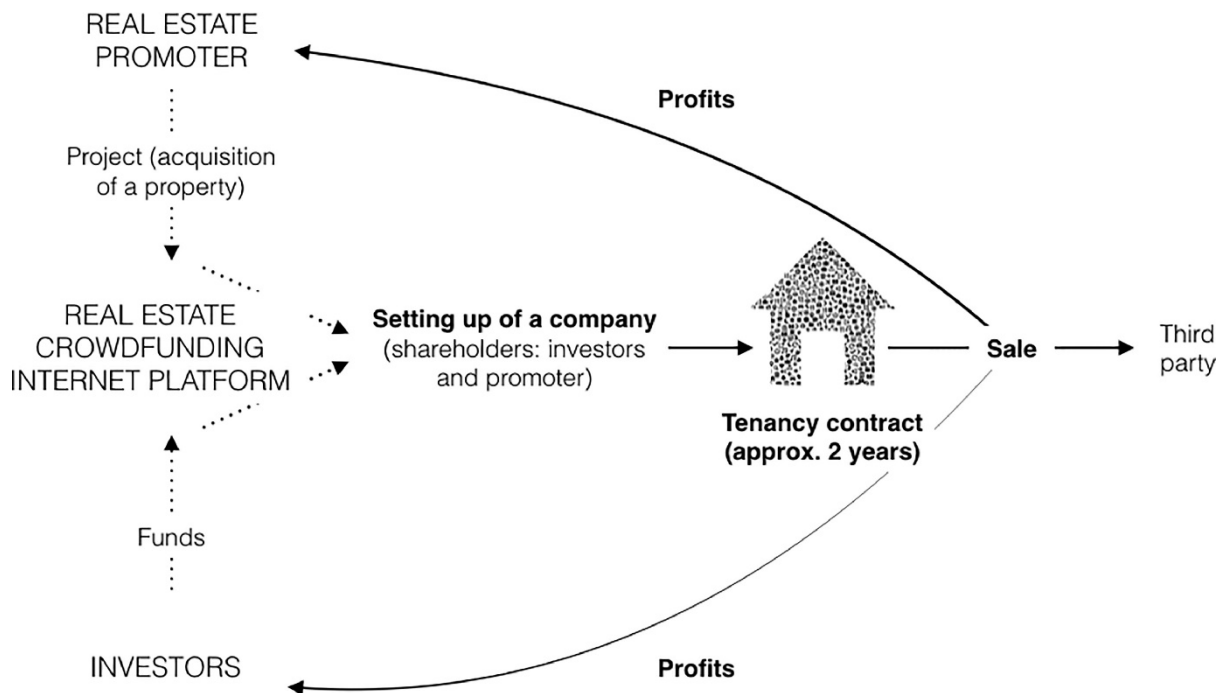 REAL ESTATE
PROMOTER
Profits
Project (acquisition
of a property)
REAL ESTATE
CROWDFUNDING
INTERNET PLATFORM
Setting up of a company
(shareholders: investors
and promoter)
Sale
Third
party
Tenancy contract
(approx. 2 years)
Funds
INVESTORS
Profits